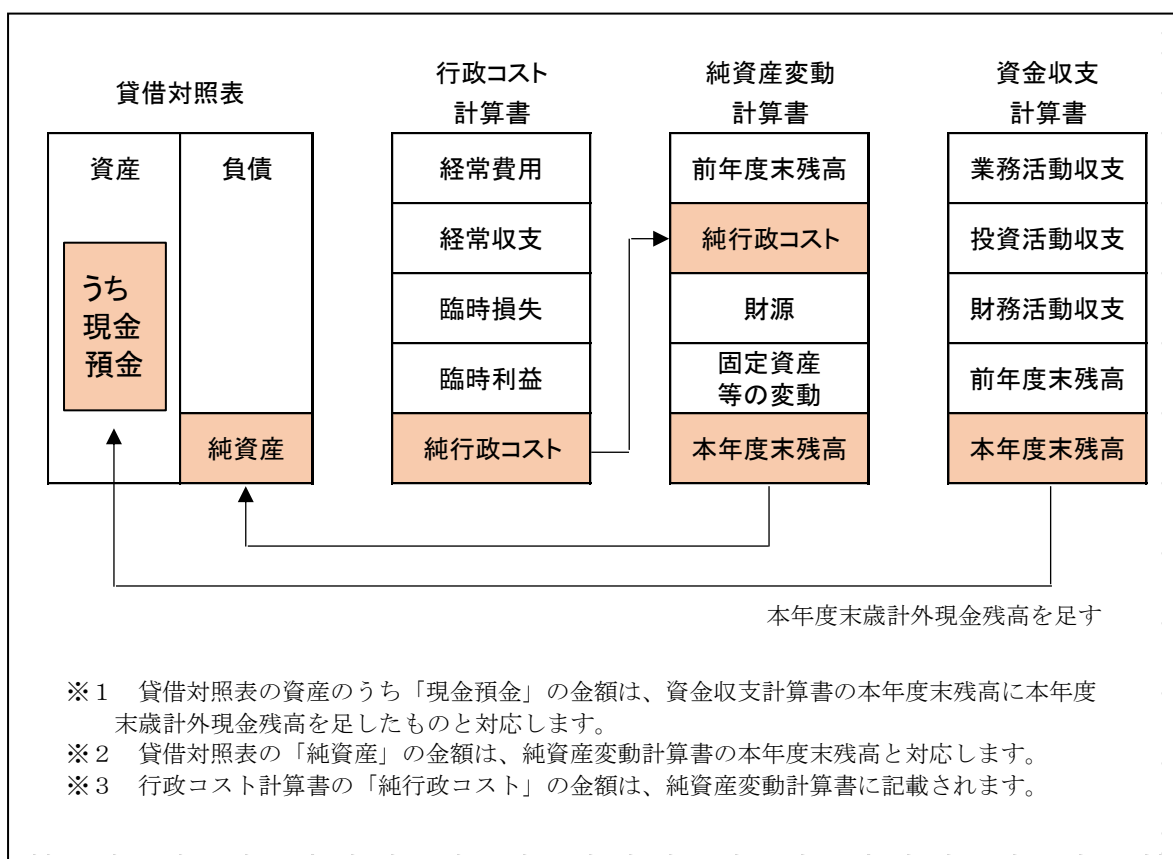 貸借対照表
資産
負債
うち
現金
預金
純資産
行政コスト
計算書
経常費用
経常収支
臨時損失
臨時利益
純行政コスト
純資産変動
計算書
前年度末残高
純行政コスト
財源
固定資産
等の変動
本年度末残高
資金収支
計算書
業務活動収支
投資活動収支
財務活動収支
前年度末残高
本年度末残高
本年度末歳計外現金残高を足す
※1　貸借対照表の資産のうち「現金預金」の金額は、資金収支計算書の本年度末残高に本年度
末歳計外現金残高を足したものと対応します。
※2　貸借対照表の「純資産」の金額は、純資産変動計算書の本年度末残高と対応します。
※3　行政コスト計算書の「純行政コスト」の金額は、純資産変動計算書に記載されます。